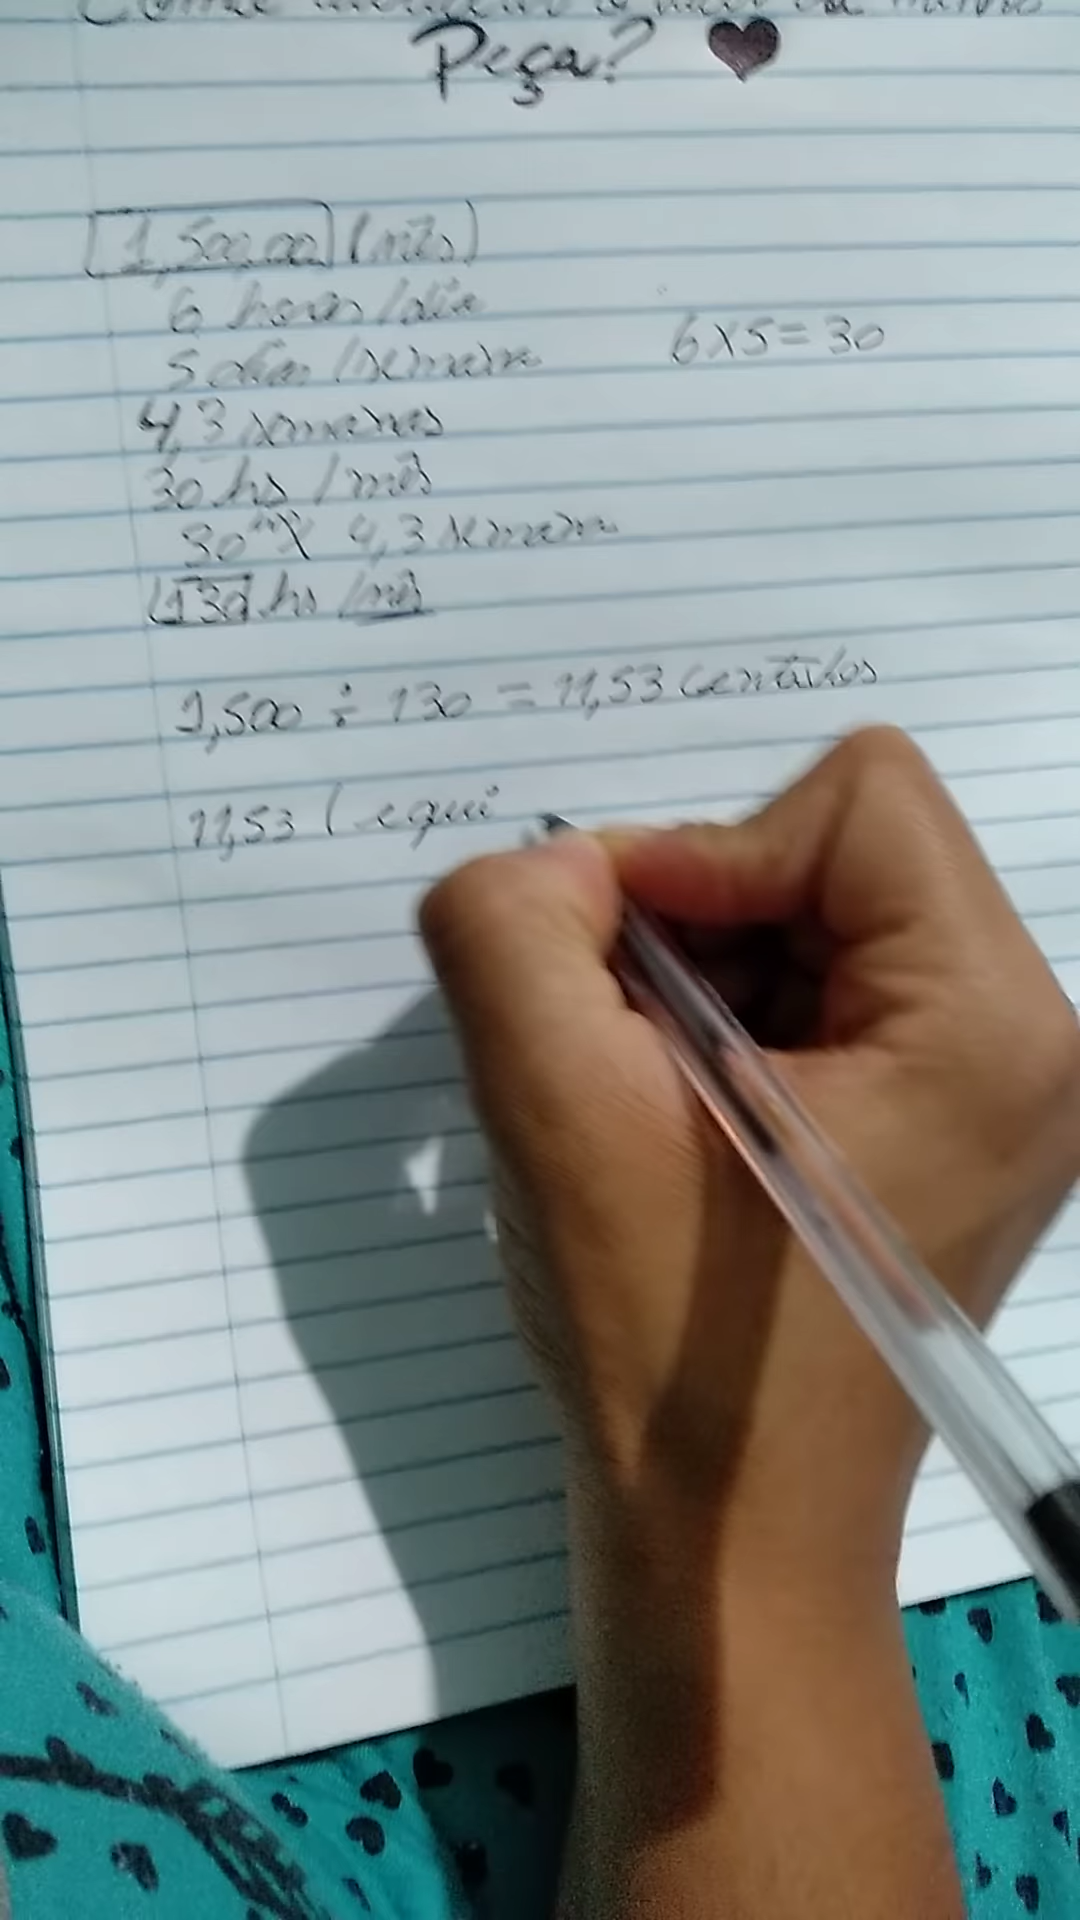 Peça? ♥
1,500,00 (mês)
6 horas / dia
5 dias / semana 6x5=30
4,3 semanas
30 hs / mês
30 X 4,3 semana
130 hs / mês
1,500 ÷ 130 = 11,53 centavos
11,53 ( equi